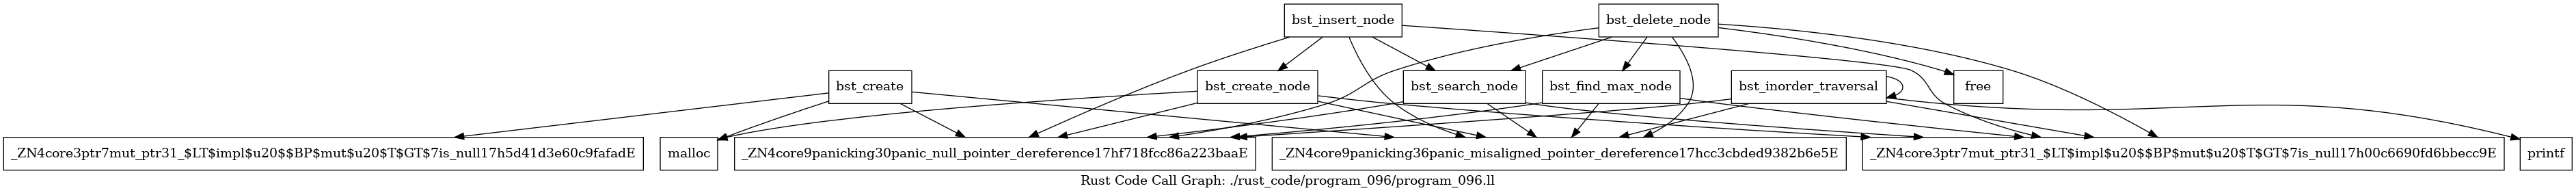 bst_insert_node
bst_delete_node
bst_create
bst_create_node
bst_search_node
bst_find_max_node
bst_inorder_traversal
free
_ZN4core3ptr7mut_ptr31_$LT$impl$u20$$BP$mut$u20$T$GT$7is_null17h5d41d3e60c9fafadE
malloc
_ZN4core9panicking30panic_null_pointer_dereference17hf718fcc86a223baaE
_ZN4core9panicking36panic_misaligned_pointer_dereference17hcc3cbded9382b6e5E
_ZN4core3ptr7mut_ptr31_$LT$impl$u20$$BP$mut$u20$T$GT$7is_null17h00c6690fd6bbecc9E
printf
Rust Code Call Graph: ./rust_code/program_096/program_096.ll